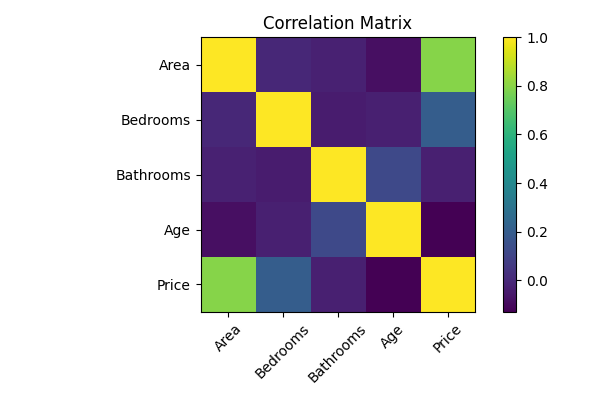 Correlation Matrix
Area
Bedrooms
Bathrooms
Age
Price
Area
Bedrooms
Bathrooms
Age
Price
1.0
0.8
0.6
0.4
0.2
0.0